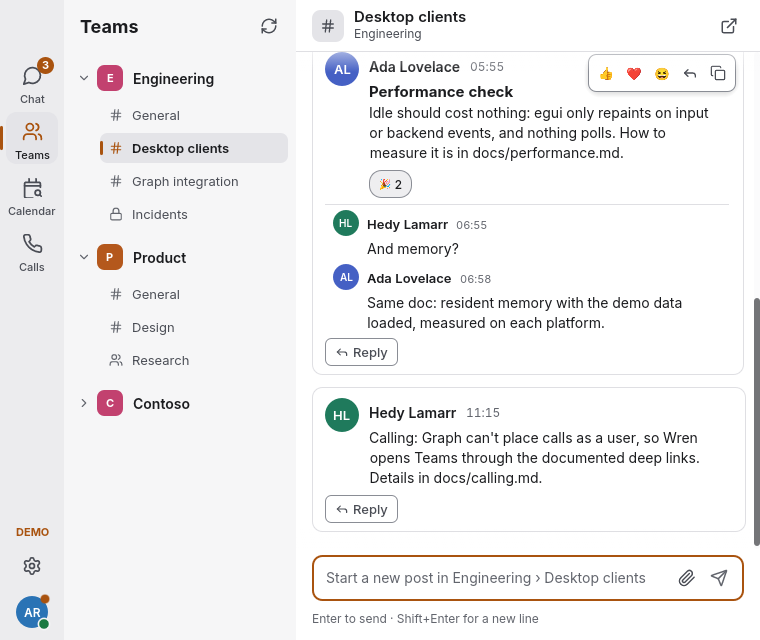 Teams
Desktop clients
Engineering
3
Chat
Teams
Calendar
Calls
DEMO
AR
E Engineering
General
Desktop clients
Graph integration
Incidents
P Product
General
Design
Research
C Contoso
AL Ada Lovelace 05:55
Performance check
Idle should cost nothing: egui only repaints on input
or backend events, and nothing polls. How to
measure it is in docs/performance.md.
🎉 2
HL Hedy Lamarr 06:55
And memory?
AL Ada Lovelace 06:58
Same doc: resident memory with the demo data
loaded, measured on each platform.
Reply
HL Hedy Lamarr 11:15
Calling: Graph can't place calls as a user, so Wren
opens Teams through the documented deep links.
Details in docs/calling.md.
Reply
Start a new post in Engineering › Desktop clients
Enter to send · Shift+Enter for a new line